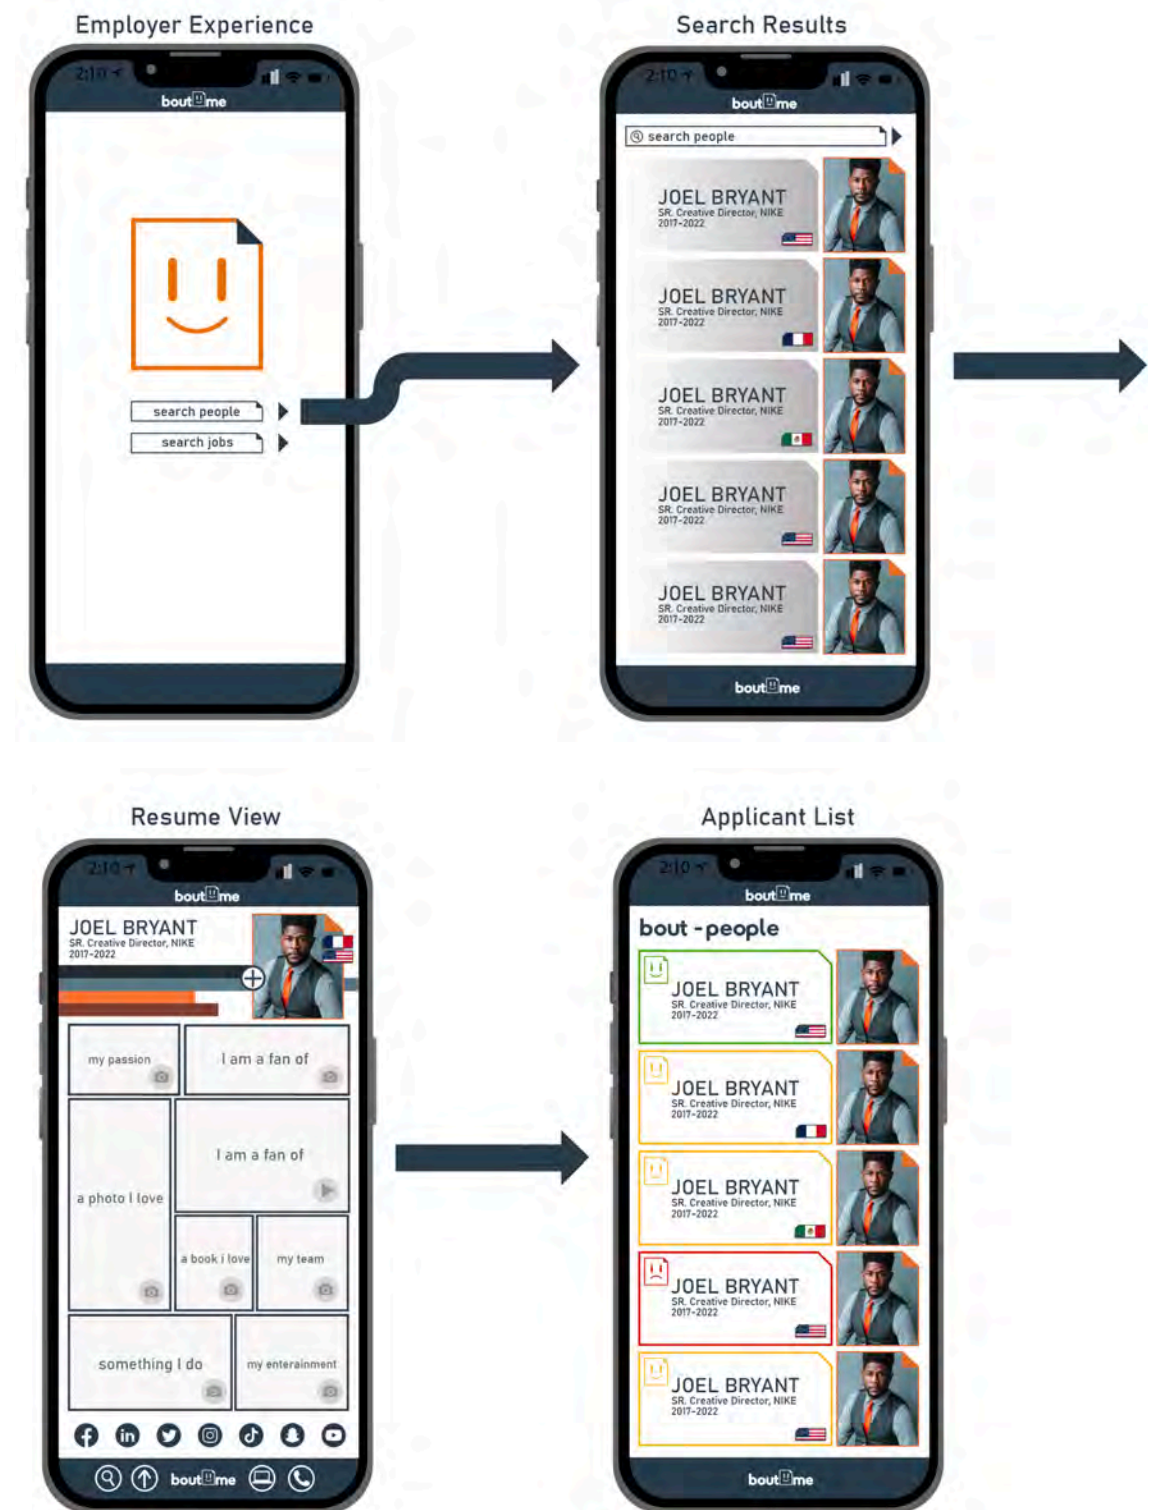 Employer Experience
2:10
bout me
search people
search jobs
Search Results
2:10
bout me
search people
JOEL BRYANT
SR. Creative Director, NIKE
2017-2022
JOEL BRYANT
SR. Creative Director, NIKE
2017-2022
JOEL BRYANT
SR. Creative Director, NIKE
2017-2022
JOEL BRYANT
SR. Creative Director, NIKE
2017-2022
JOEL BRYANT
SR. Creative Director, NIKE
2017-2022
bout me
Resume View
2:10
bout me
JOEL BRYANT
SR. Creative Director, NIKE
2017-2022
my passion
I am a fan of
a photo I love
I am a fan of
a book i love
my team
something I do
my enterainment
in
bout me
Applicant List
2:10
bout me
bout - people
JOEL BRYANT
SR. Creative Director, NIKE
2017-2022
JOEL BRYANT
SR. Creative Director, NIKE
2017-2022
JOEL BRYANT
SR. Creative Director, NIKE
2017-2022
JOEL BRYANT
SR. Creative Director, NIKE
2017-2022
JOEL BRYANT
SR. Creative Director, NIKE
2017-2022
bout me